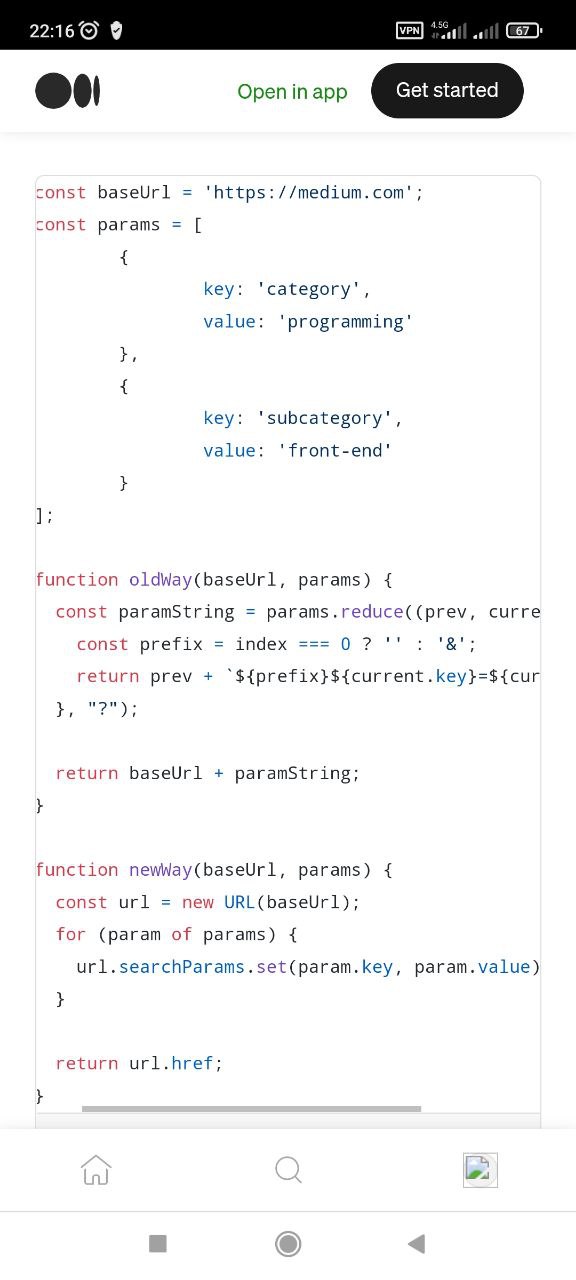 22:16
VPN 4.5G 67
Open in app Get started
const baseUrl = 'https://medium.com';
const params = [
{
key: 'category',
value: 'programming'
},
{
key: 'subcategory',
value: 'front-end'
}
];
function oldWay(baseUrl, params) {
const paramString = params.reduce((prev, curre
const prefix = index === 0 ? '' : '&';
return prev + `${prefix}${current.key}=${cur
}, "?");
return baseUrl + paramString;
}
function newWay(baseUrl, params) {
const url = new URL(baseUrl);
for (param of params) {
url.searchParams.set(param.key, param.value)
}
return url.href;
}